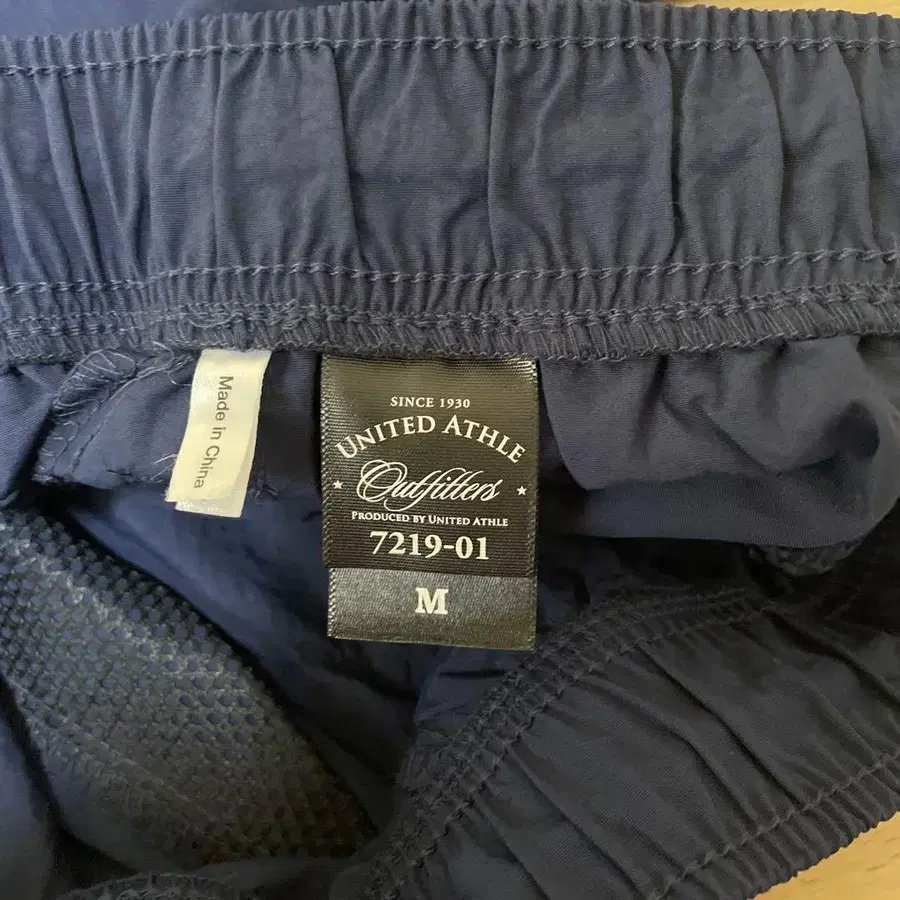 Made in China
SINCE 1930
UNITED ATHLE
Outfitters
PRODUCED BY UNITED ATHLE
7219-01
M